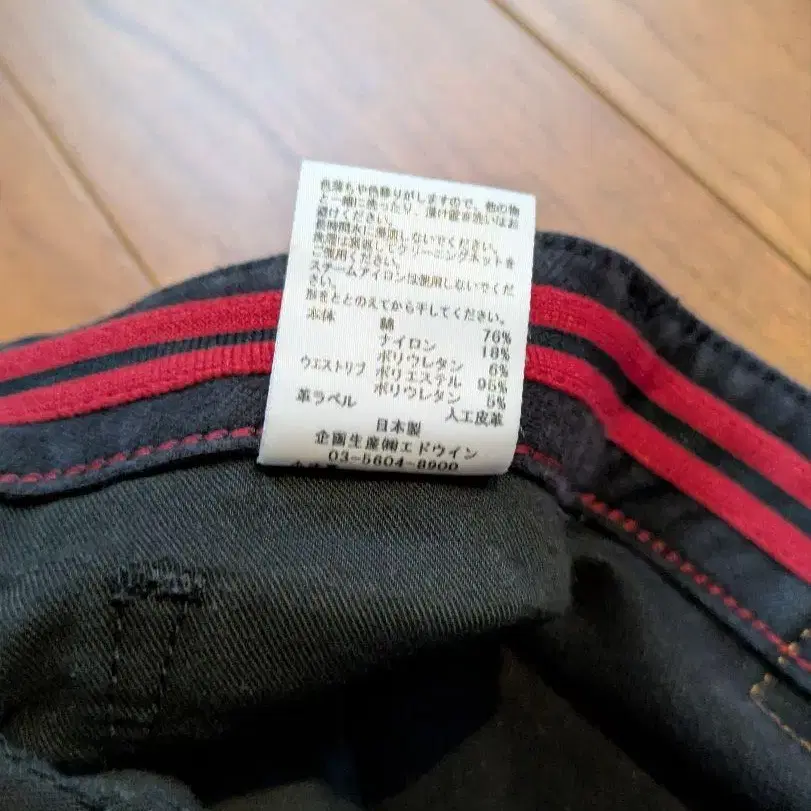 色落ちや色移りがしますので、他の物
と一緒に洗ったり、漬け置き洗いはお
避けください。
長時間水に浸漬しないでください。
洗濯は裏返してクリーニングネットを
ご使用ください。
スチームアイロンは使用しないでくだ
さい。
形をととのえてから干してください。
本体 綿 76%
ナイロン 18%
ポリウレタン 6%
ウエストリブ ポリエステル 95%
ポリウレタン 5%
革ラベル 人工皮革
日本製
企画生産㈱エドウイン
03-5604-8900